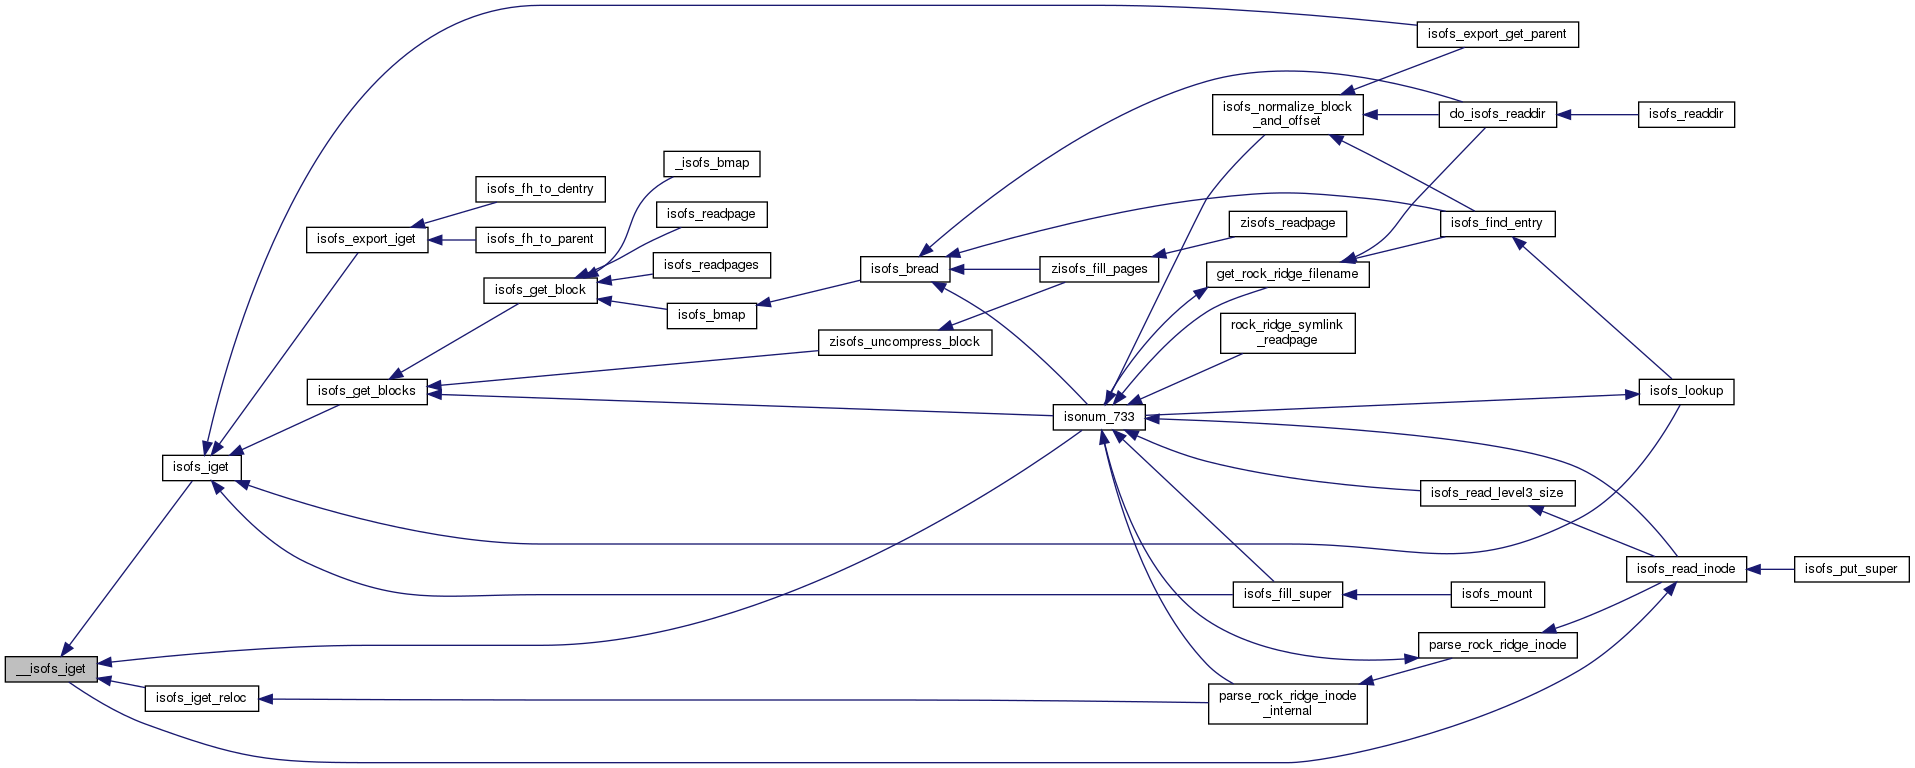 isofs_export_get_parent
isofs_normalize_block
_and_offset
do_isofs_readdir
isofs_readdir
_isofs_bmap
isofs_fh_to_dentry
isofs_readpage
zisofs_readpage
isofs_find_entry
isofs_export_iget
isofs_fh_to_parent
isofs_readpages
isofs_bread
zisofs_fill_pages
get_rock_ridge_filename
isofs_get_block
isofs_bmap
rock_ridge_symlink
_readpage
zisofs_uncompress_block
isofs_get_blocks
isofs_lookup
isonum_733
isofs_iget
isofs_read_level3_size
isofs_read_inode
isofs_put_super
isofs_fill_super
isofs_mount
parse_rock_ridge_inode
__isofs_iget
isofs_iget_reloc
parse_rock_ridge_inode
_internal